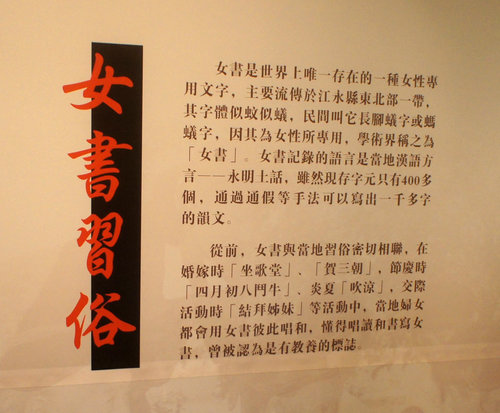 女書習俗
女書是世界上唯一存在的一種女性專
用文字，主要流傳於江永縣東北部一帶，
其字體似蚊似蟻，民間叫它長腳蟻字或螞
蟻字，因其為女性所專用，學術界稱之為
「女書」。女書記錄的語言是當地漢語方
言——永明土話，雖然現存字元只有400多
個，通過通假等手法可以寫出一千多字
的韻文。
從前，女書與當地習俗密切相聯，在
婚嫁時「坐歌堂」、「賀三朝」，節慶時
「四月初八鬥牛」、炎夏「吹涼」，交際
活動時「結拜姊妹」等活動中，當地婦女
都會用女書彼此唱和，懂得唱讀和書寫女
書，曾被認為是有教養的標誌。